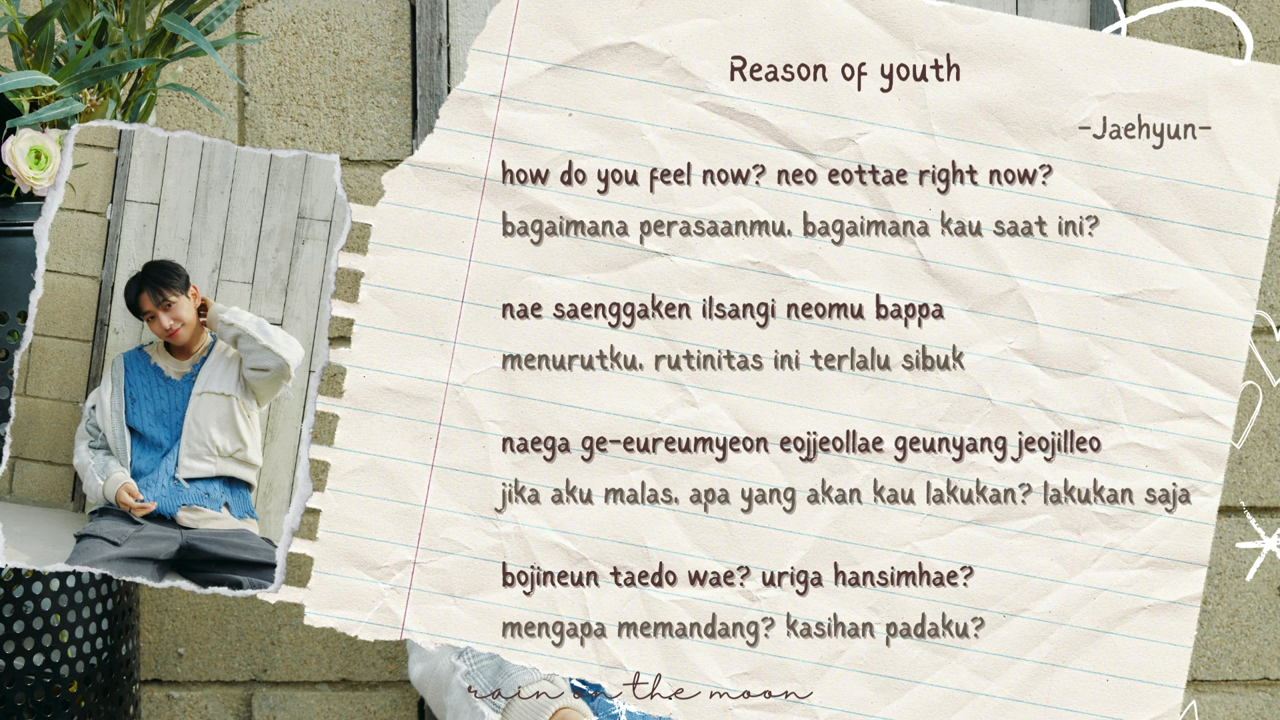 Reason of youth
-Jaehyun-
how do you feel now? neo eottae right now?
bagaimana perasaanmu, bagaimana kau saat ini?
nae saenggaken ilsangi neomu bappa
menurutku, rutinitas ini terlalu sibuk
naega ge-eureumyeon eojjeollae geunyang jeojilleo
jika aku malas, apa yang akan kau lakukan? lakukan saja
bojineun taedo wae? uriga hansimhae?
mengapa memandang? kasihan padaku?
rain on the moon